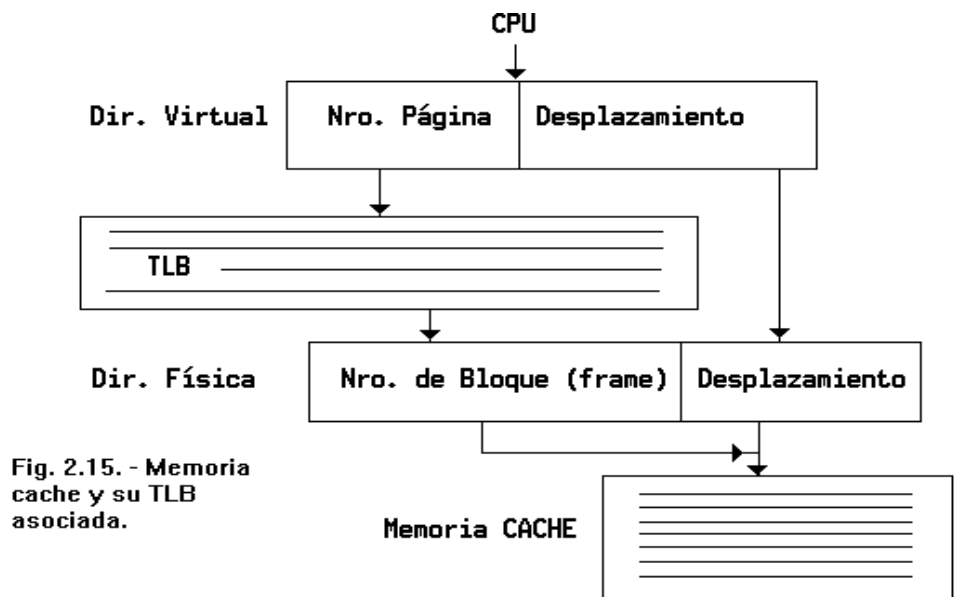 CPU
Dir. Virtual
Nro. Página
Desplazamiento
TLB
Dir. Física
Nro. de Bloque (frame)
Desplazamiento
Fig. 2.15. - Memoria
cache y su TLB
asociada.
Memoria CACHE